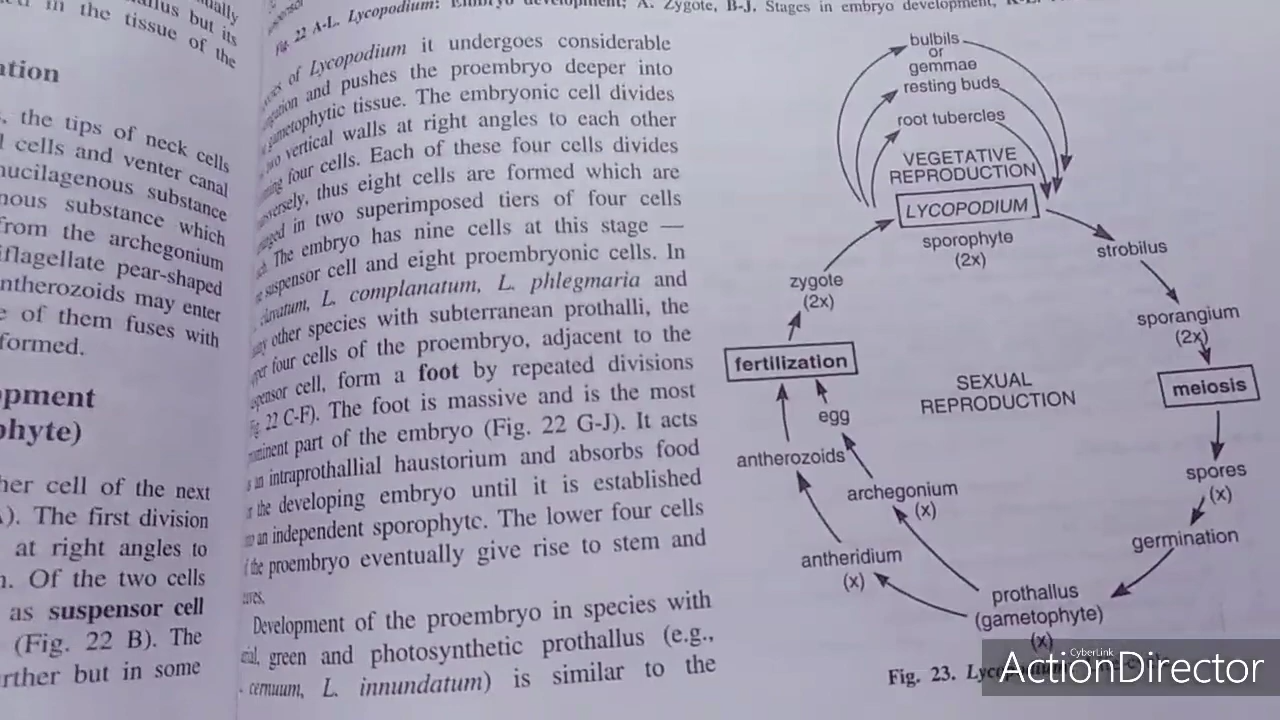 in the tissue of the
, the tips of neck cells
cells and venter canal
mucilagenous substance
substance which
from the archegonium
pear-shaped
antherozoids may enter
of them fuses with
formed.
cell of the next
The first division
at right angles to
Of the two cells
as suspensor cell
(Fig. 22 B). The
but in some
22 A-L. Lycopodium: Embryo development; A. Zygote, B-J. Stages in embryo development,
of Lycopodium it undergoes considerable
and pushes the proembryo deeper into
gametophytic tissue. The embryonic cell divides
two vertical walls at right angles to each other
four cells. Each of these four cells divides
thus eight cells are formed which are
in two superimposed tiers of four cells
The embryo has nine cells at this stage —
suspensor cell and eight proembryonic cells. In
L. complanatum, L. phlegmaria and
other species with subterranean prothalli, the
four cells of the proembryo, adjacent to the
cell, form a foot by repeated divisions
22 C-F). The foot is massive and is the most
part of the embryo (Fig. 22 G-J). It acts
an intraprothallial haustorium and absorbs food
the developing embryo until it is established
an independent sporophyte. The lower four cells
the proembryo eventually give rise to stem and
Development of the proembryo in species with
green and photosynthetic prothallus (e.g.,
L. innundatum) is similar to the
bulbils
or
gemmae
resting buds
root tubercles
VEGETATIVE
REPRODUCTION
LYCOPODIUM
sporophyte
(2x)
strobilus
sporangium
(2x)
meiosis
spores
(x)
germination
prothallus
(gametophyte)
(x)
archegonium
(x)
antheridium
(x)
egg
antherozoids
fertilization
zygote
(2x)
SEXUAL
REPRODUCTION
Fig. 23.
CyberLink
ActionDirector